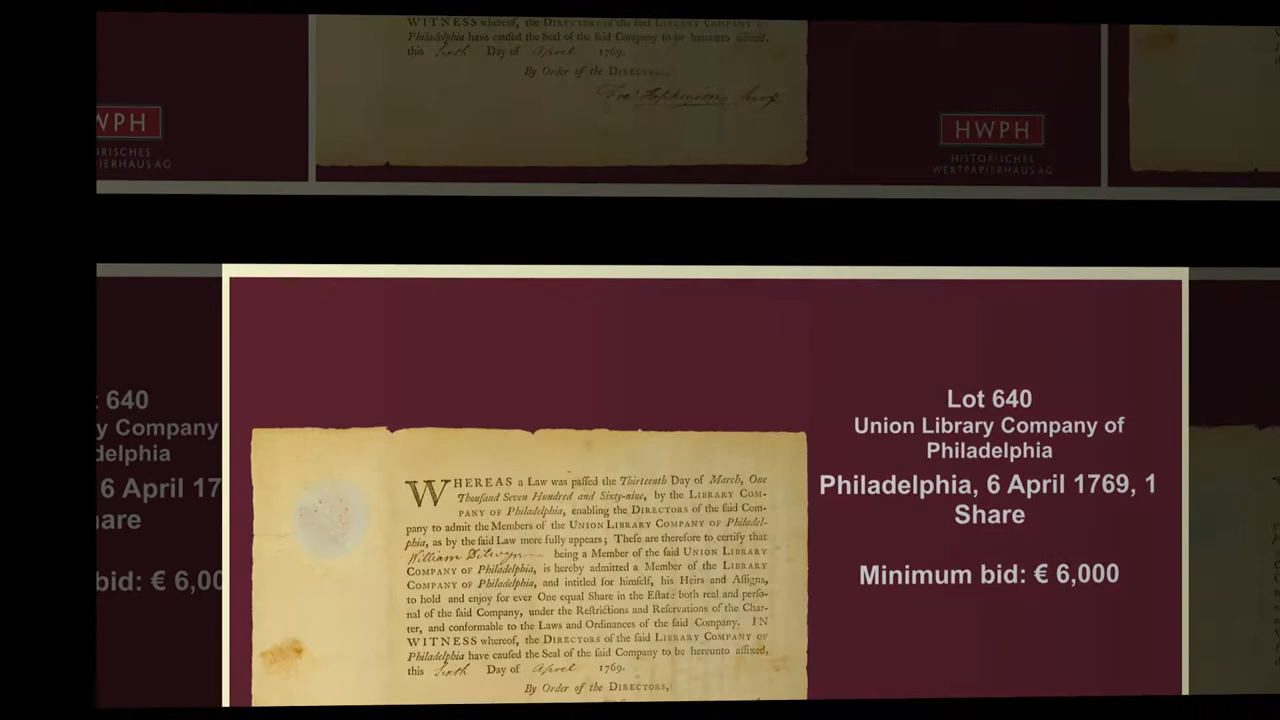 WITNESS whereof, the DIRECTORS of the ſaid LIBRARY COMPANY of
Philadelphia have cauſed the Seal of the ſaid Company to be hereunto affixed,
this Sixth Day of April 1769.
By Order of the DIRECTORS,
Fraˢ Hopkinson Secry
WPH
ORISCHES
PIERHAUS AG
HWPH
HISTORISCHES
WERTPAPIERHAUS AG
: 640
y Company
delphia
6 April 17
hare
bid: € 6,00
WHEREAS a Law was paſſed the Thirteenth Day of March, One
Thouſand Seven Hundred and Sixty-nine, by the LIBRARY COM-
PANY OF Philadelphia, enabling the DIRECTORS of the ſaid Com-
pany to admit the Members of the UNION LIBRARY COMPANY OF Philadel-
phia, as by the ſaid Law more fully appears; Theſe are therefore to certify that
William Dilwyn being a Member of the ſaid UNION LIBRARY
COMPANY OF Philadelphia, is hereby admitted a Member of the LIBRARY
COMPANY OF Philadelphia, and intitled for himſelf, his Heirs and Aſſigns,
to hold and enjoy for ever One equal Share in the Eſtate both real and perſo-
nal of the ſaid Company, under the Reſtrictions and Reſervations of the Char-
ter, and conformable to the Laws and Ordinances of the ſaid Company. IN
WITNESS whereof, the DIRECTORS of the ſaid LIBRARY COMPANY OF
Philadelphia have cauſed the Seal of the ſaid Company to be hereunto affixed,
this Sixth Day of April 1769.
By Order of the DIRECTORS,
Lot 640
Union Library Company of
Philadelphia
Philadelphia, 6 April 1769, 1
Share
Minimum bid: € 6,000